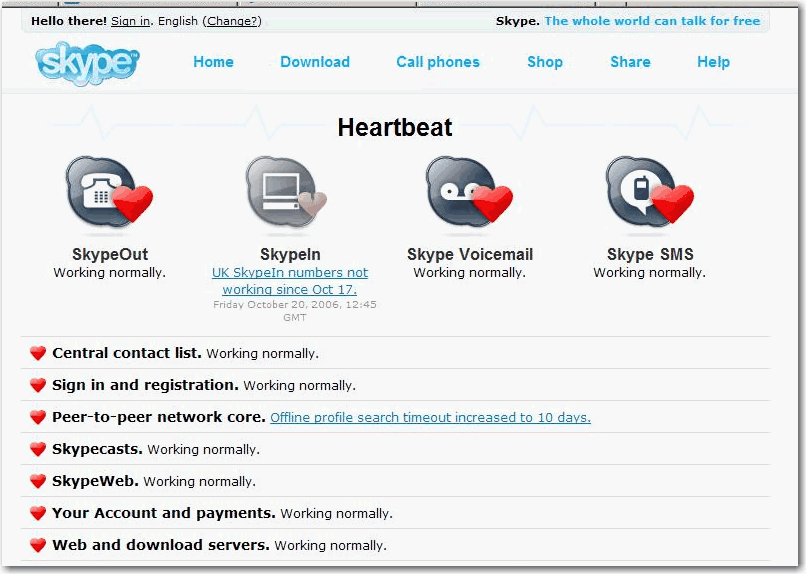 Hello there! Sign in. English (Change?)
Skype. The whole world can talk for free
skype™
Home Download Call phones Shop Share Help
Heartbeat
SkypeOut
Working normally.
SkypeIn
UK SkypeIn numbers not
working since Oct 17.
Friday October 20, 2006, 12:45
GMT
Skype Voicemail
Working normally.
Skype SMS
Working normally.
Central contact list. Working normally.
Sign in and registration. Working normally.
Peer-to-peer network core. Offline profile search timeout increased to 10 days.
Skypecasts. Working normally.
SkypeWeb. Working normally.
Your Account and payments. Working normally.
Web and download servers. Working normally.